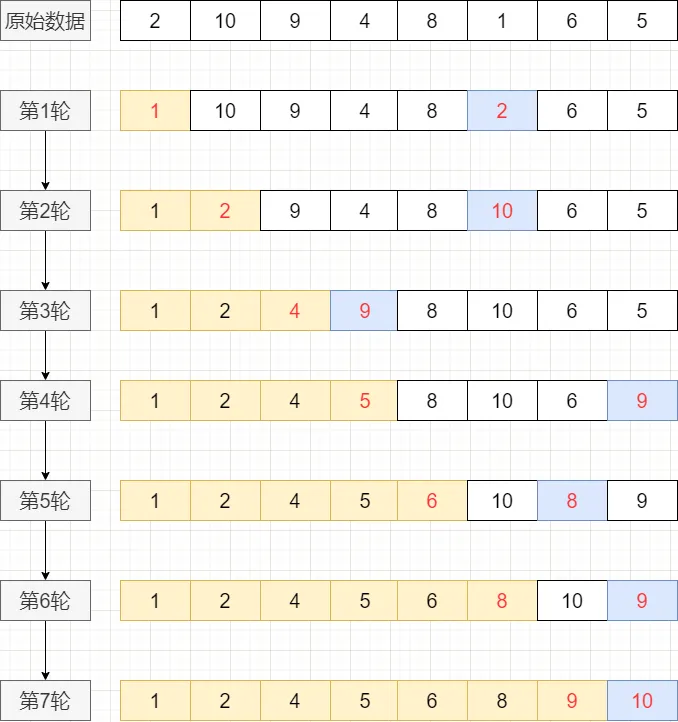 原始数据 2 10 9 4 8 1 6 5
第1轮 1 10 9 4 8 2 6 5
第2轮 1 2 9 4 8 10 6 5
第3轮 1 2 4 9 8 10 6 5
第4轮 1 2 4 5 8 10 6 9
第5轮 1 2 4 5 6 10 8 9
第6轮 1 2 4 5 6 8 10 9
第7轮 1 2 4 5 6 8 9 10